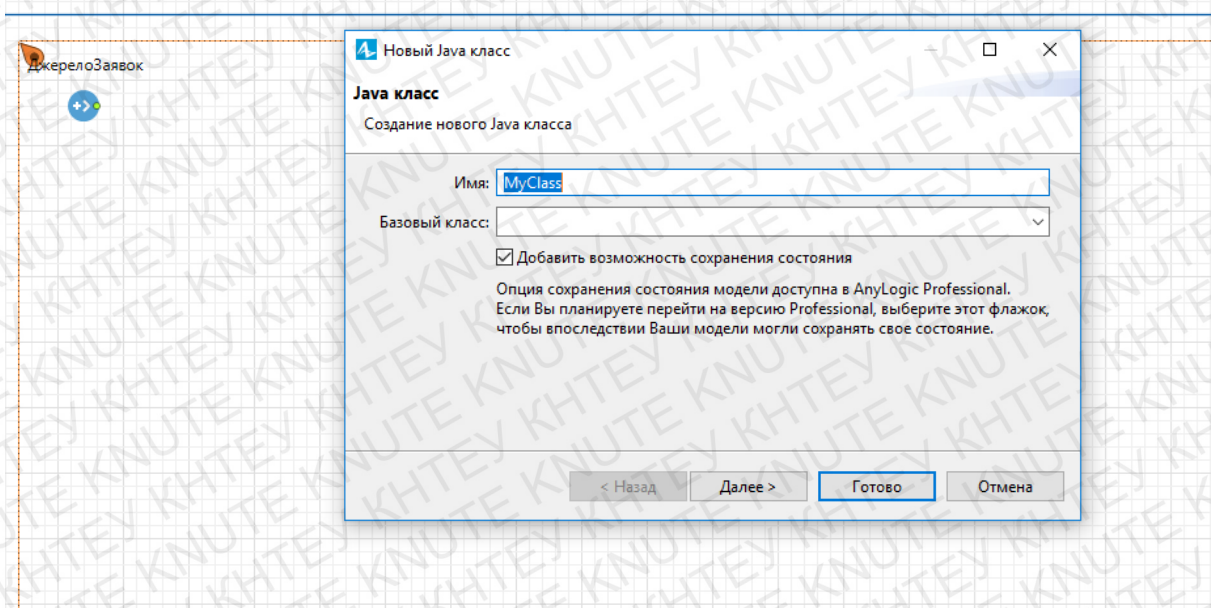 Новый Java класс
ДжерелоЗаявок
Java класс
Создание нового Java класса
Имя: MyClass
Базовый класс:
Добавить возможность сохранения состояния
Опция сохранения состояния модели доступна в AnyLogic Professional.
Если Вы планируете перейти на версию Professional, выберите этот флажок,
чтобы впоследствии Ваши модели могли сохранять свое состояние.
< Назад Далее > Готово Отмена
KNUTE КНТЕУ